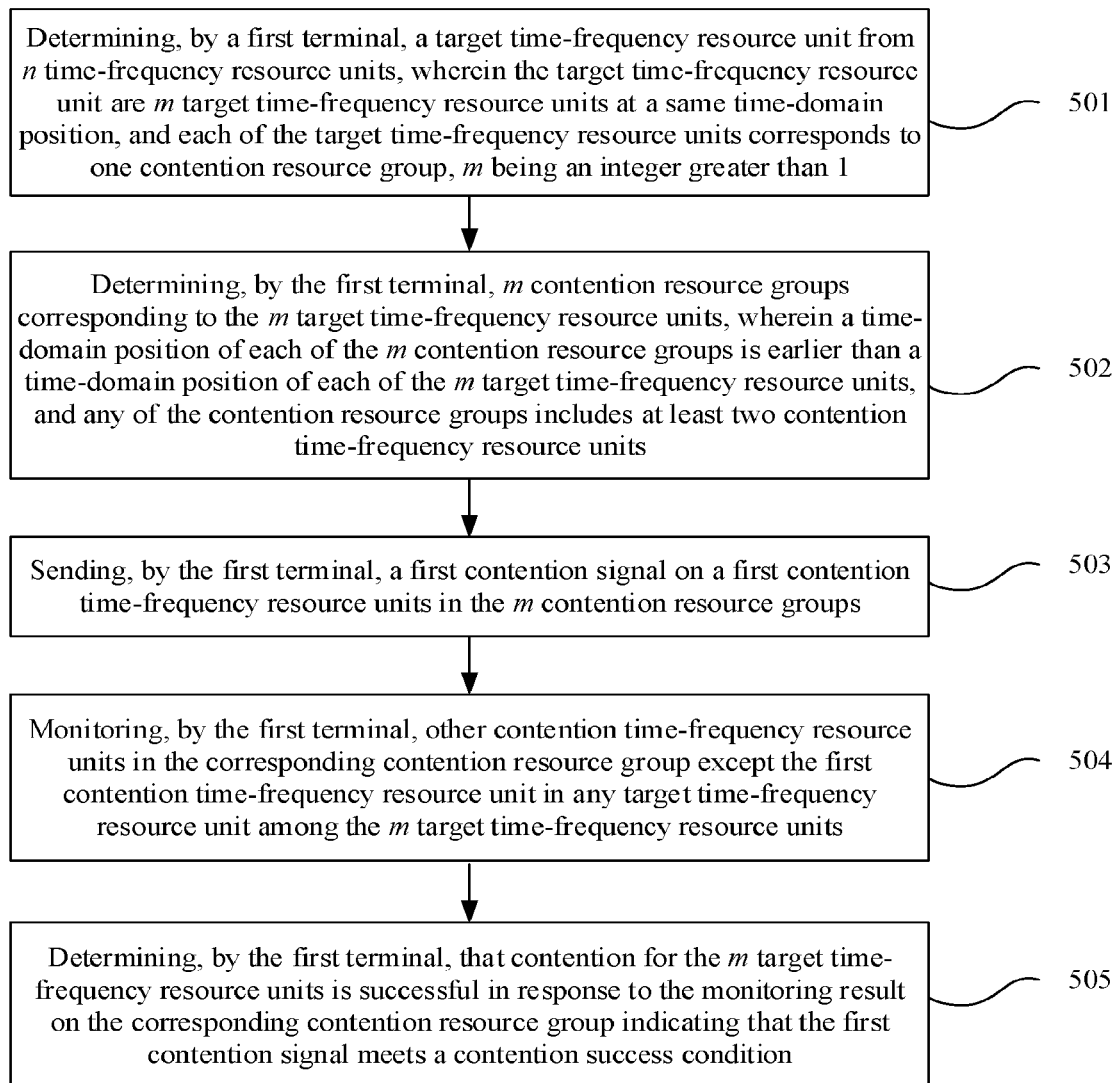 Determining, by a first terminal, a target time-frequency resource unit from
n time-frequency resource units, wherein the target time-frequency resource
unit are m target time-frequency resource units at a same time-domain
position, and each of the target time-frequency resource units corresponds to
one contention resource group, m being an integer greater than 1
501
Determining, by the first terminal, m contention resource groups
corresponding to the m target time-frequency resource units, wherein a time-
domain position of each of the m contention resource groups is earlier than a
time-domain position of each of the m target time-frequency resource units,
and any of the contention resource groups includes at least two contention
time-frequency resource units
502
Sending, by the first terminal, a first contention signal on a first contention
time-frequency resource units in the m contention resource groups
503
Monitoring, by the first terminal, other contention time-frequency resource
units in the corresponding contention resource group except the first
contention time-frequency resource unit in any target time-frequency
resource unit among the m target time-frequency resource units
504
Determining, by the first terminal, that contention for the m target time-
frequency resource units is successful in response to the monitoring result
on the corresponding contention resource group indicating that the first
contention signal meets a contention success condition
505